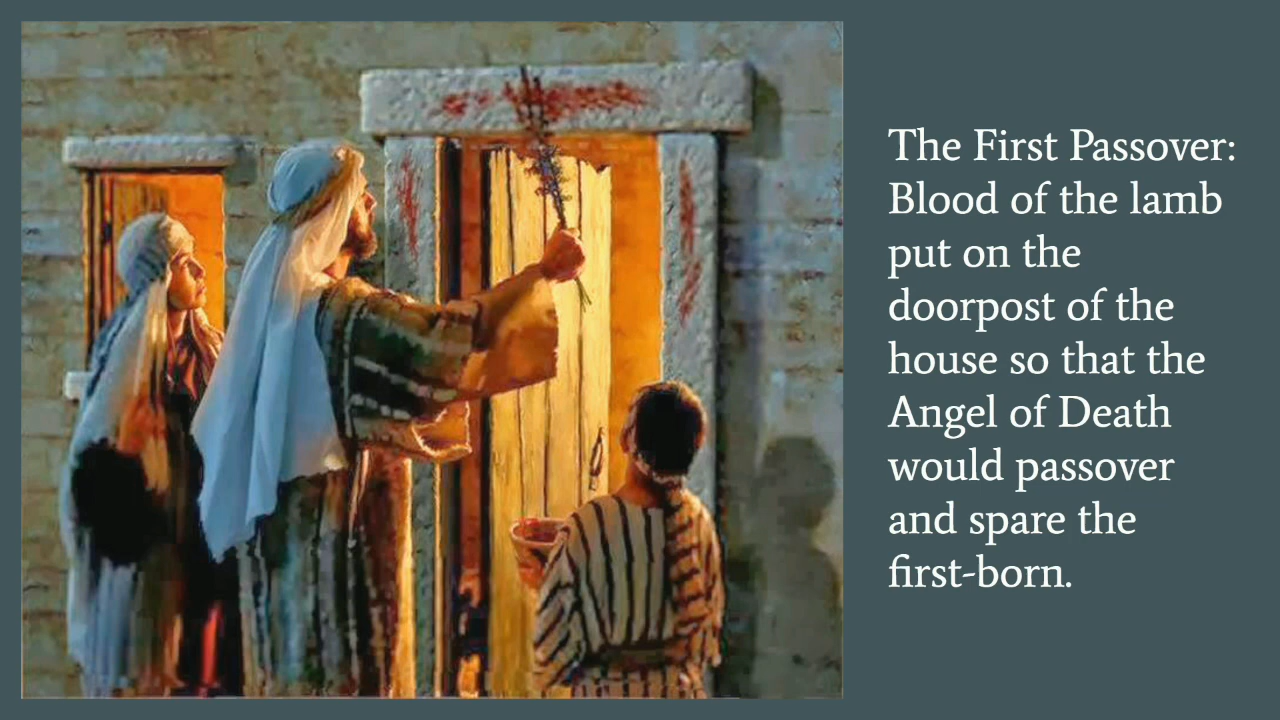 The First Passover:
Blood of the lamb
put on the
doorpost of the
house so that the
Angel of Death
would passover
and spare the
first-born.